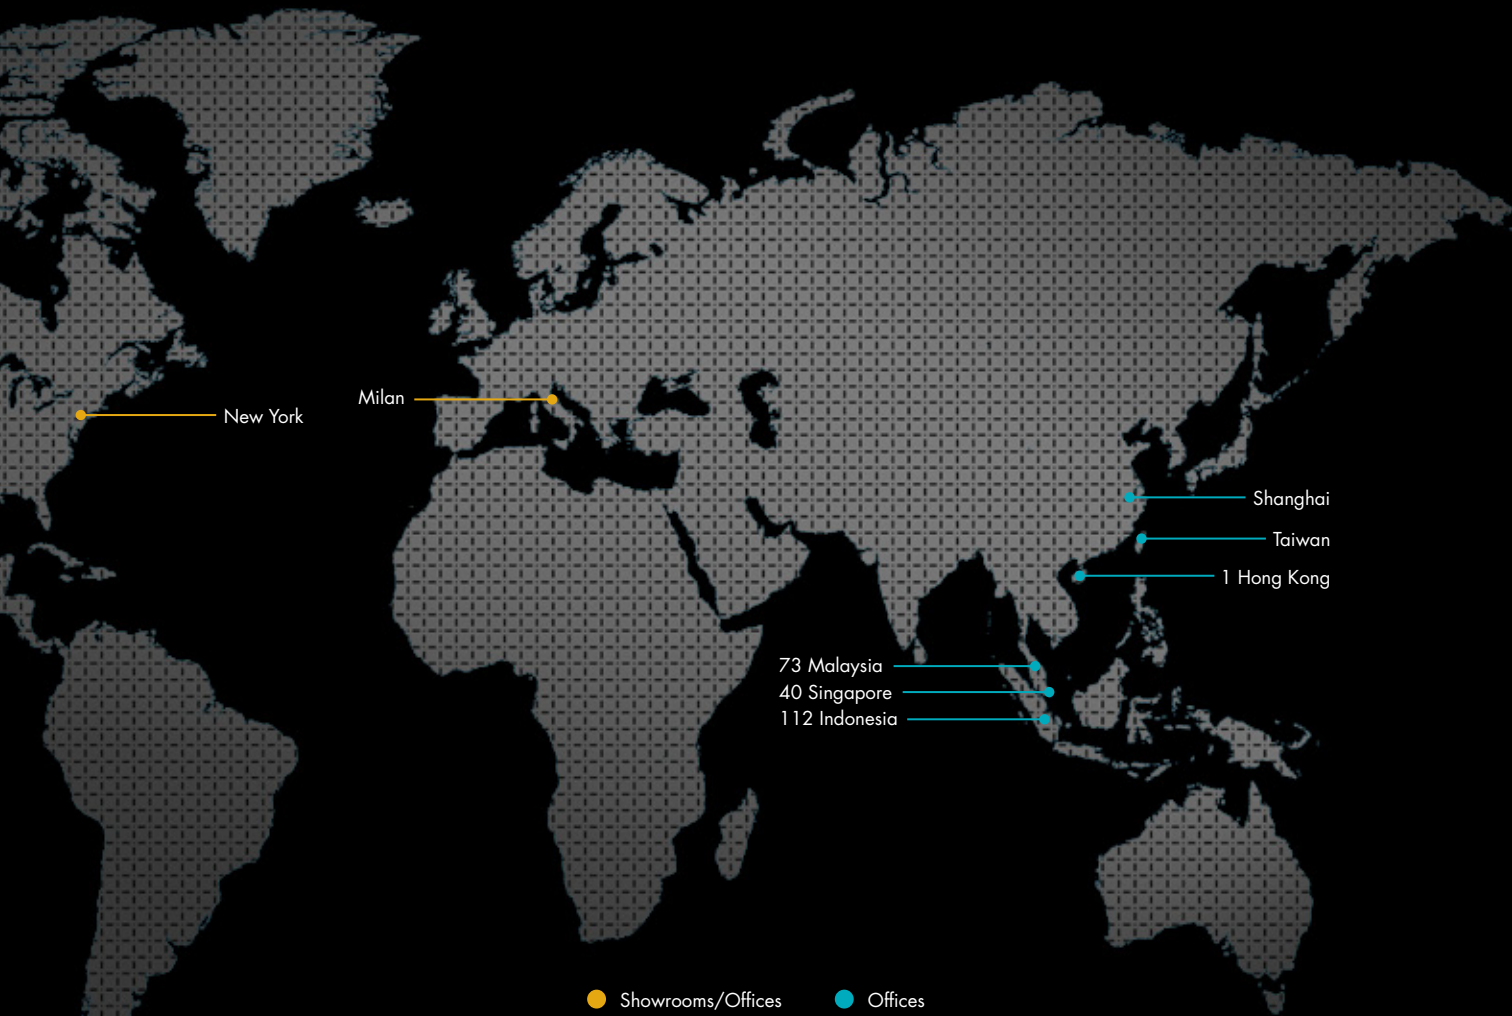 Milan
New York
Shanghai
Taiwan
1 Hong Kong
73 Malaysia
40 Singapore
112 Indonesia
Showrooms/Offices
Offices